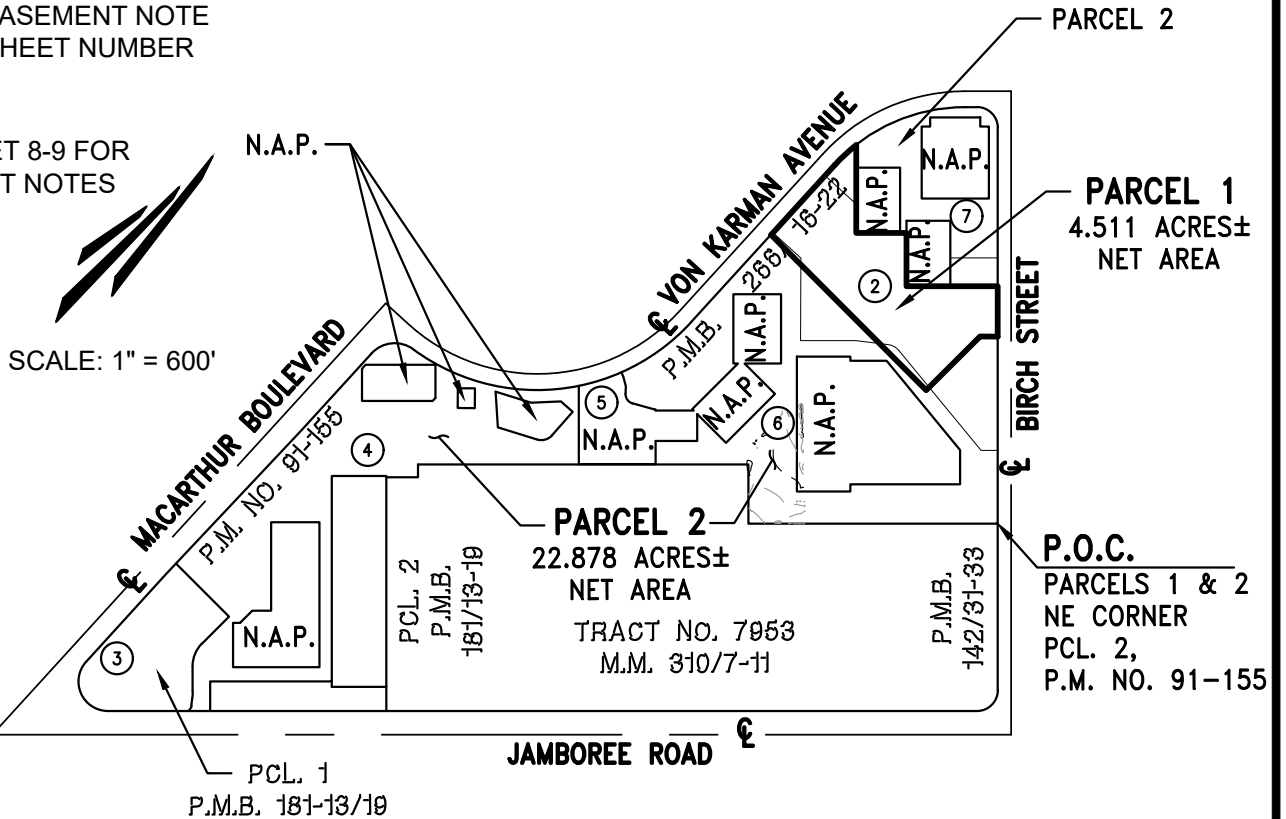 ASEMENT NOTE
HEET NUMBER
ET 8-9 FOR
T NOTES
SCALE: 1" = 600'
N.A.P.
PARCEL 2
PARCEL 1
4.511 ACRES±
NET AREA
℄ VON KARMAN AVENUE
P.M.B. 266/ 16-22
N.A.P.
N.A.P.
N.A.P.
7
2
℄ BIRCH STREET
℄ MACARTHUR BOULEVARD
P.M. NO. 91-155
4
5
N.A.P.
N.A.P.
N.A.P.
6
N.A.P.
PARCEL 2
22.878 ACRES±
NET AREA
TRACT NO. 7953
M.M. 310/7-11
PCL. 2
P.M.B.
181/13-19
P.M.B.
142/31-33
P.O.C.
PARCELS 1 & 2
NE CORNER
PCL. 2,
P.M. NO. 91-155
N.A.P.
3
℄
JAMBOREE ROAD
PCL. 1
P.M.B. 181-13/19